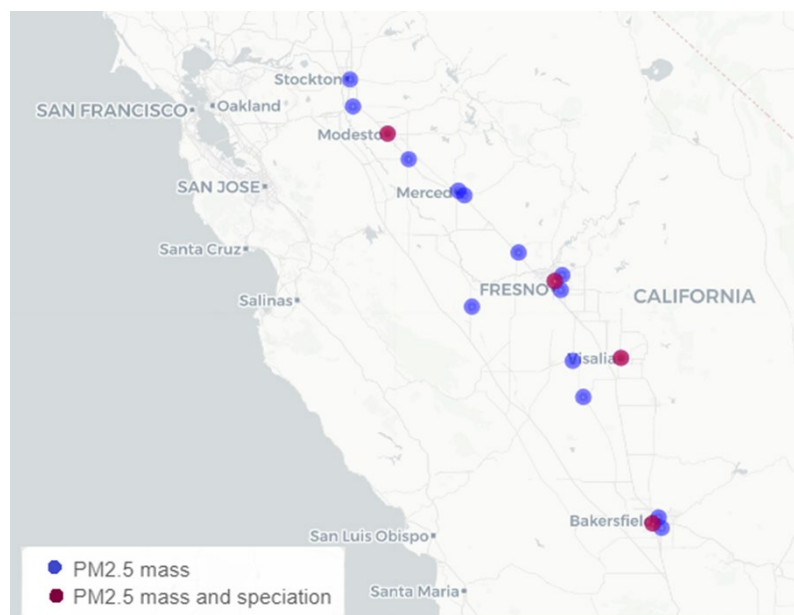 Stockton
SAN FRANCISCO
Oakland
Modesto
SAN JOSE
Merced
Santa Cruz
FRESNO
CALIFORNIA
Salinas
Visalia
Bakersfiel
San Luis Obispo
PM2.5 mass
PM2.5 mass and speciation
Santa Maria